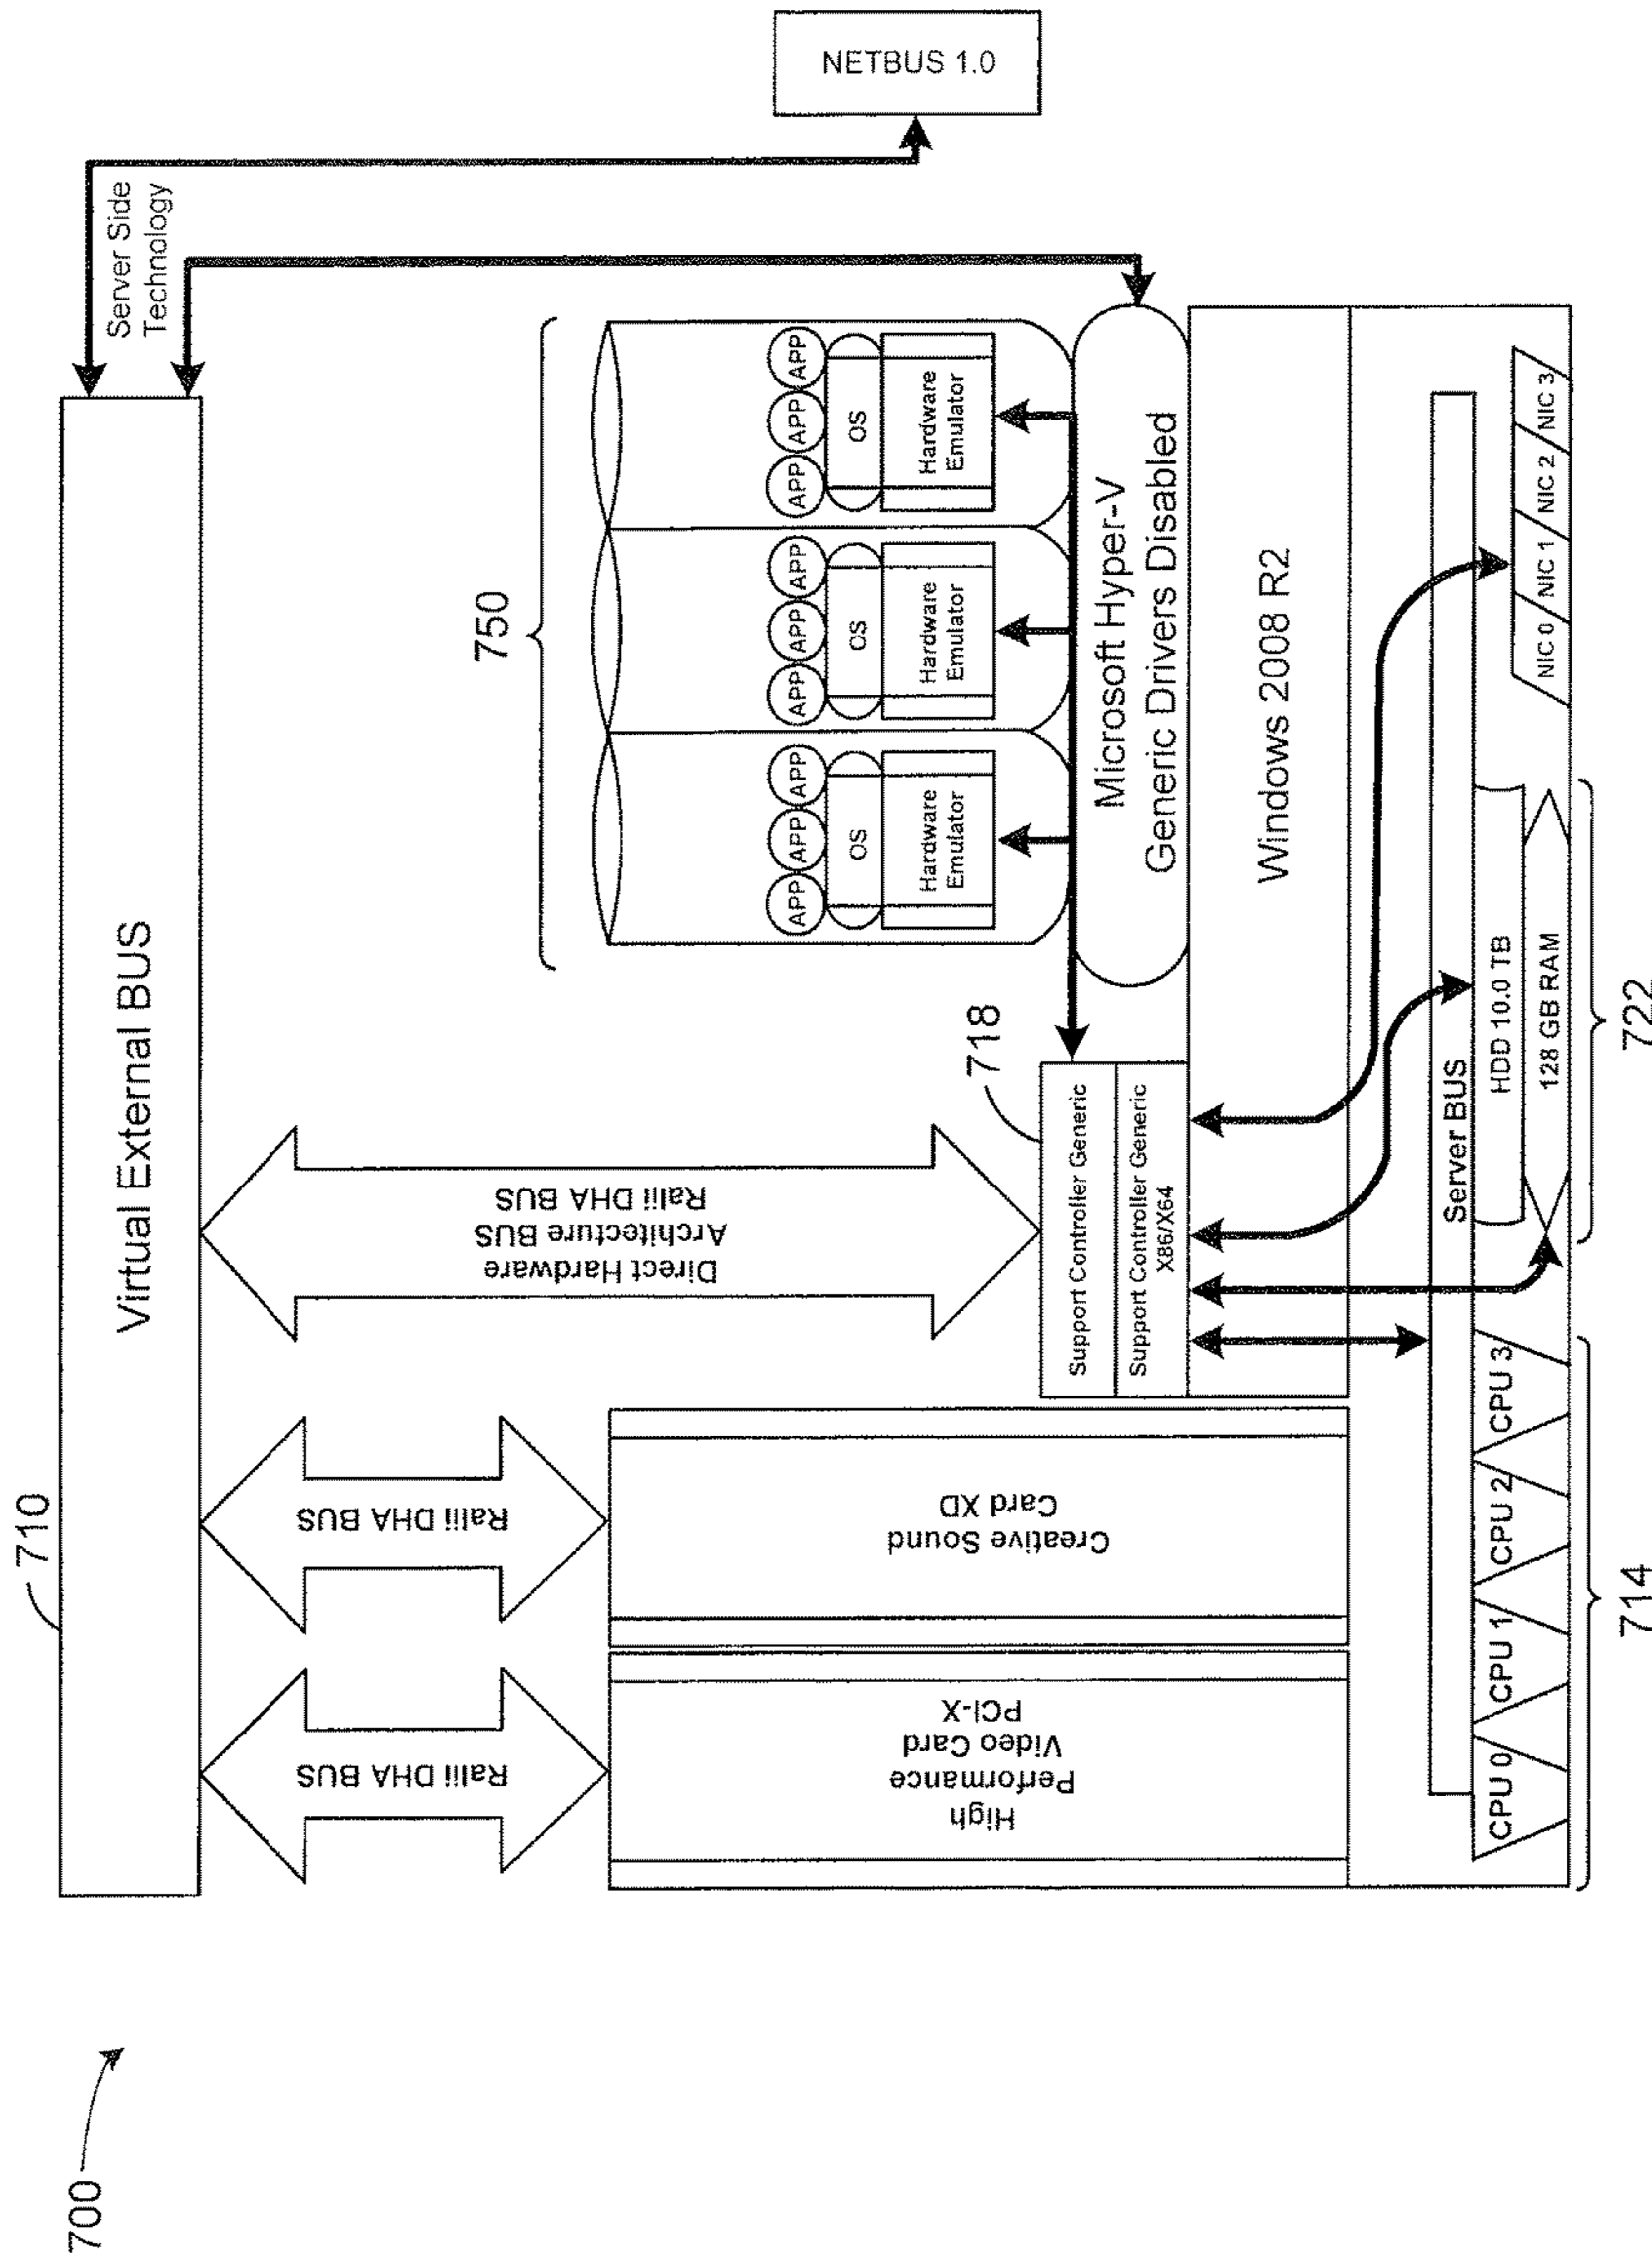 700
710
Virtual External BUS
Server Side
Technology
NETBUS 1.0
Ralii DHA BUS
Ralii DHA BUS
Direct Hardware
Architecture BUS
Ralii DHA BUS
750
APP
APP
APP
APP
APP
APP
APP
APP
APP
OS
OS
OS
Hardware
Emulator
Hardware
Emulator
Hardware
Emulator
High
Performance
Video Card
PCI-X
Creative Sound
Card XD
718
Support Controller Generic
Support Controller Generic
X86/X64
Microsoft Hyper-V
Generic Drivers Disabled
Windows 2008 R2
Server BUS
CPU 0
CPU 1
CPU 2
CPU 3
HDD 10.0 TB
128 GB RAM
NIC 0
NIC 1
NIC 2
NIC 3
714
722